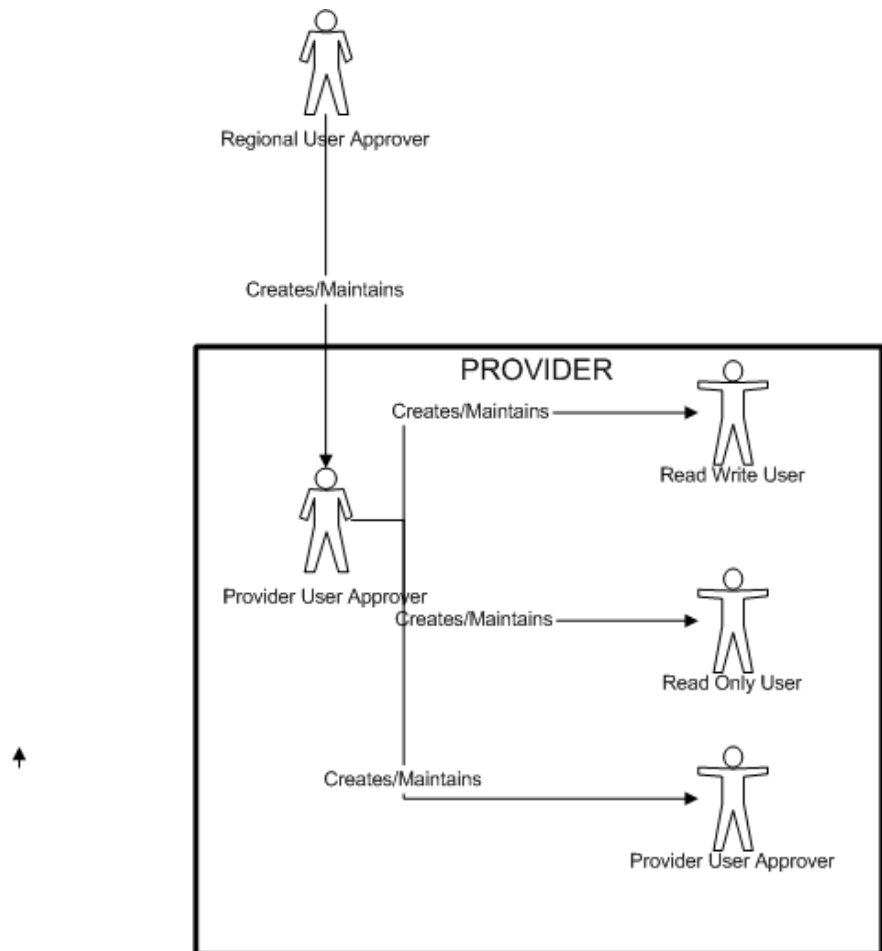 Regional User Approver
Creates/Maintains
PROVIDER
Creates/Maintains
Read Write User
Provider User Approver
Creates/Maintains
Read Only User
Creates/Maintains
Provider User Approver